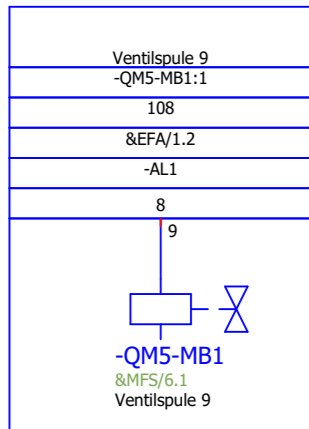 Ventilspule 9
-QM5-MB1:1
108
&EFA/1.2
-AL1
8
9
-QM5-MB1
&MFS/6.1
Ventilspule 9